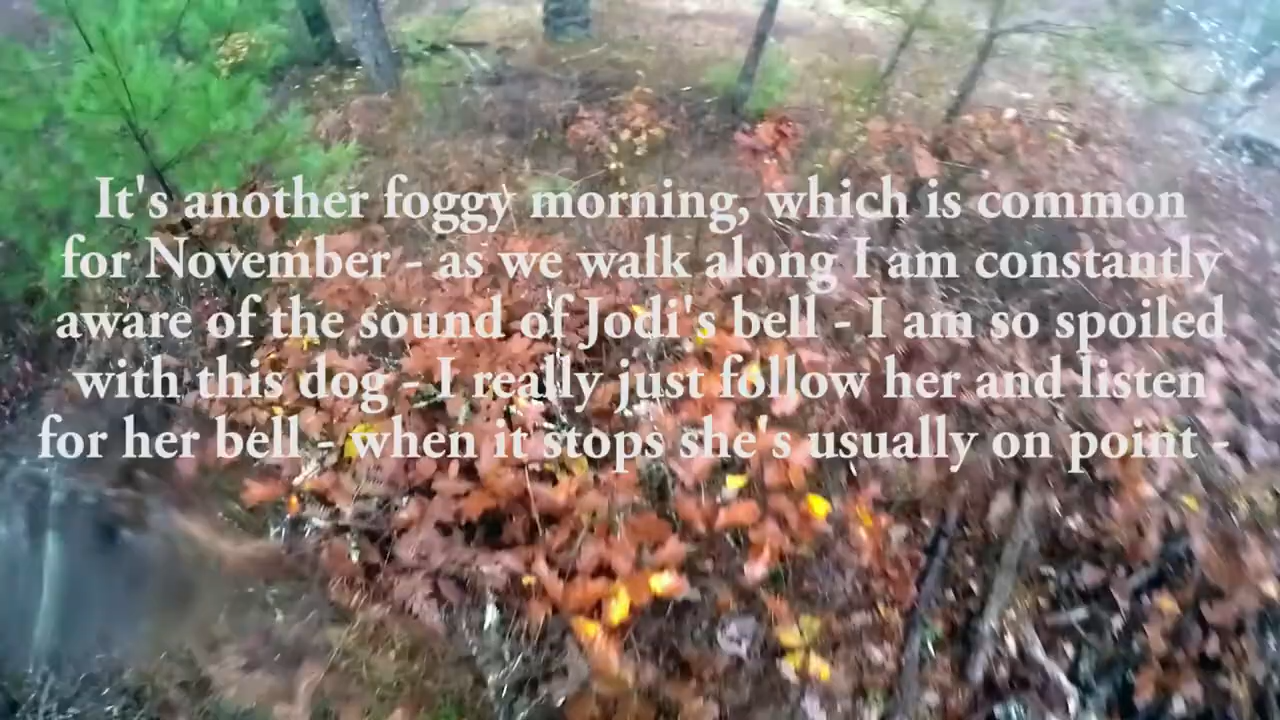 It's another foggy morning, which is common
for November - as we walk along I am constantly
aware of the sound of Jodi's bell - I am so spoiled
with this dog - I really just follow her and listen
for her bell - when it stops she's usually on point -